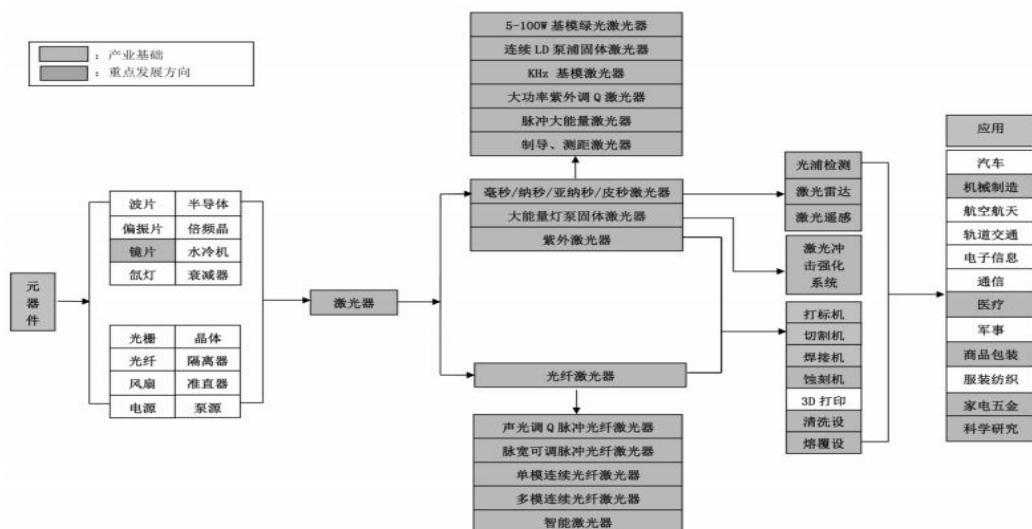 ：产业基础
：重点发展方向
5-100W 基模绿光激光器
连续 LD 泵浦固体激光器
KHz 基模激光器
大功率紫外调 Q 激光器
脉冲大能量激光器
制导、测距激光器
元
器
件
波片 半导体
偏振片 倍频晶
镜片 水冷机
氙灯 衰减器
光栅 晶体
光纤 隔离器
风扇 准直器
电源 泵源
激光器
毫秒/纳秒/亚纳秒/皮秒激光器
大能量灯泵固体激光器
紫外激光器
光纤激光器
声光调 Q 脉冲光纤激光器
脉宽可调脉冲光纤激光器
单模连续光纤激光器
多模连续光纤激光器
智能激光器
光浦检测
激光雷达
激光遥感
激光冲
击强化
系统
打标机
切割机
焊接机
蚀刻机
3D 打印
清洗设
熔覆设
应用
汽车
机械制造
航空航天
轨道交通
电子信息
通信
医疗
军事
商品包装
服装纺织
家电五金
科学研究